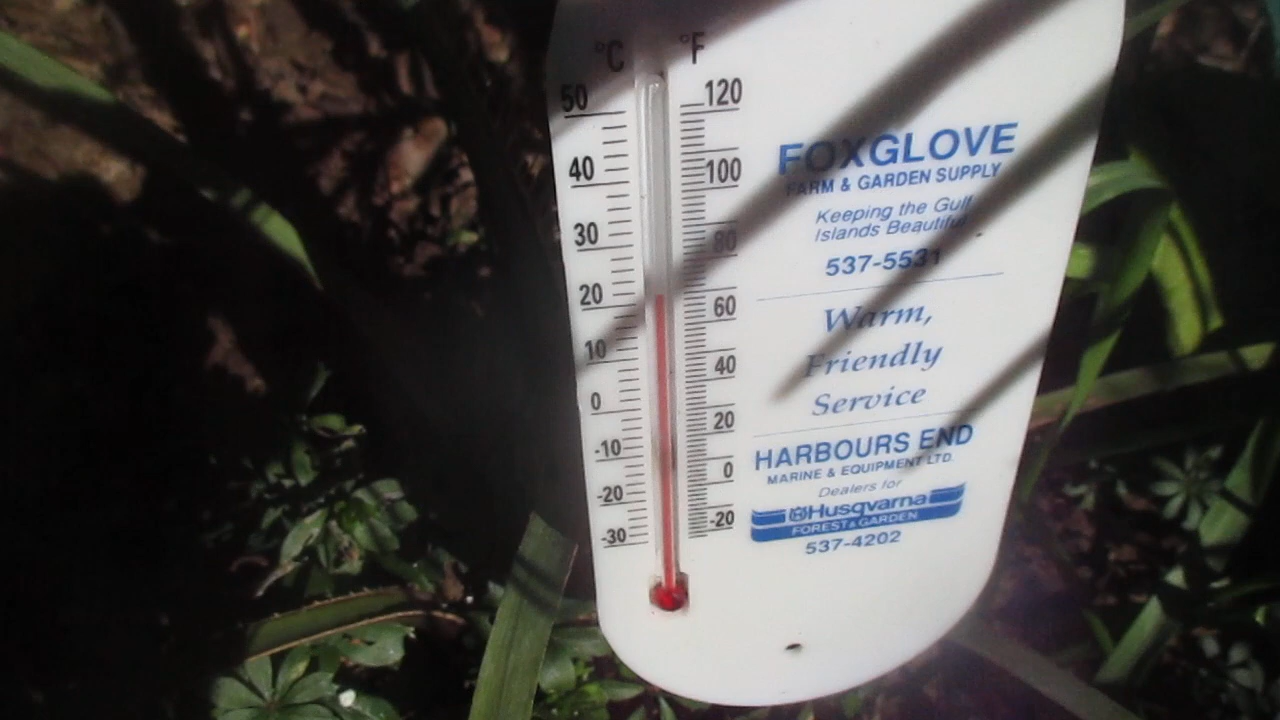 °C °F
50 120
40 100
30 80
20 60
10 40
0 20
-10 0
-20 -20
-30
FOXGLOVE
FARM & GARDEN SUPPLY
Keeping the Gulf
Islands Beautiful
537-5531
Warm,
Friendly
Service
HARBOURS END
MARINE & EQUIPMENT LTD.
Dealers for
Husqvarna
FOREST & GARDEN
537-4202